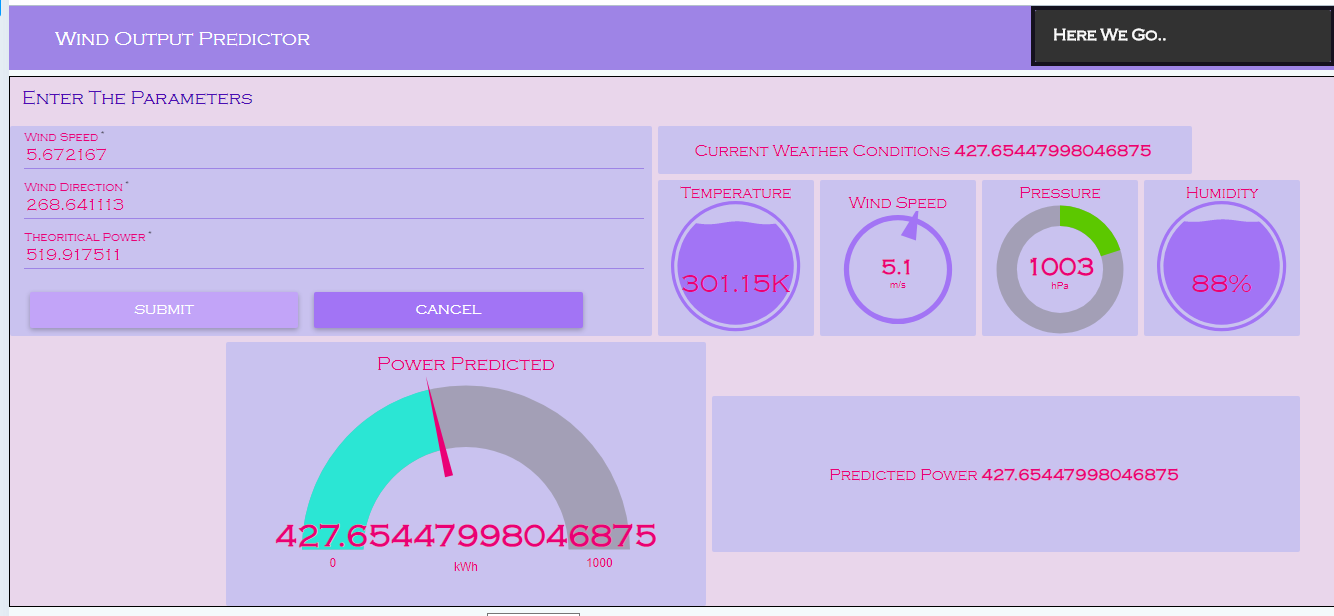 Wind Output Predictor
Here We Go..
Enter The Parameters
Wind Speed *
5.672167
Wind Direction *
268.641113
Theoritical Power *
519.917511
SUBMIT
CANCEL
Current Weather Conditions 427.65447998046875
Temperature
301.15K
Wind Speed
5.1
m/s
Pressure
1003
hPa
Humidity
88%
Power Predicted
427.65447998046875
0
kWh
1000
Predicted Power 427.65447998046875